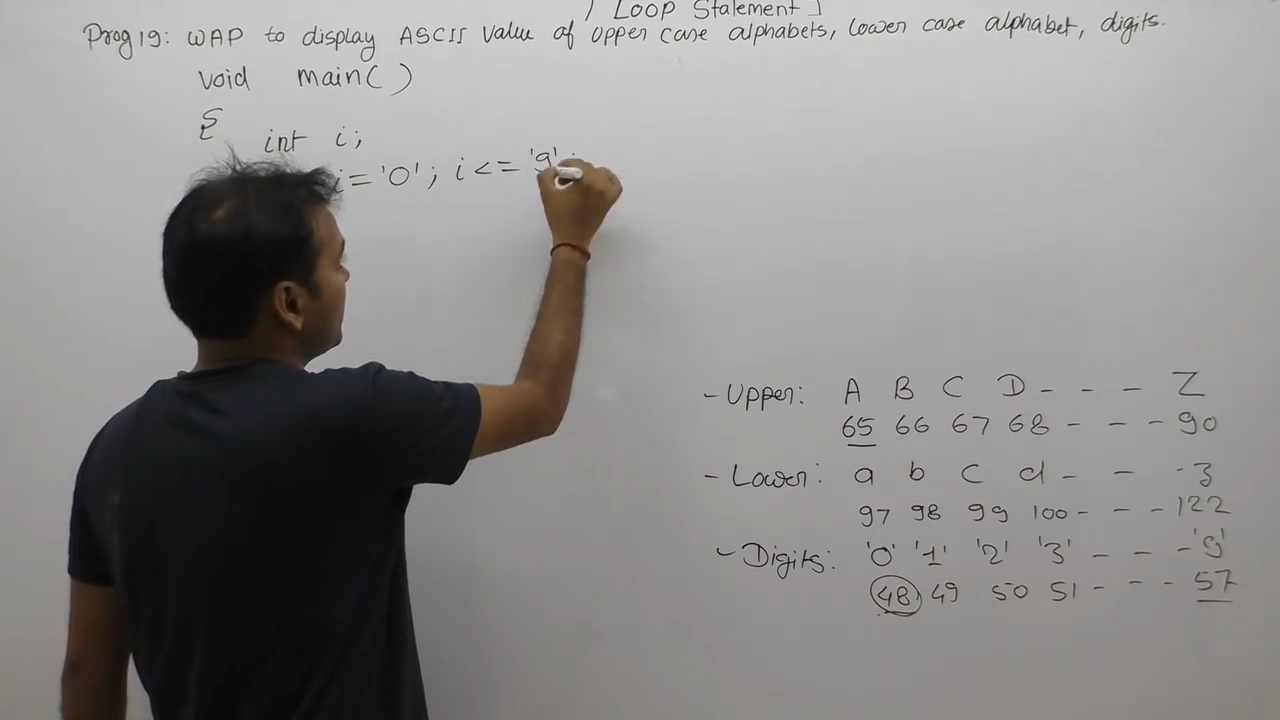 [ Loop Statement ]
Prog 19: WAP to display ASCII Value of Upper case alphabets, lower case alphabet, digits.
void main( )
{ int i;
i = '0'; i <= '9' ;
- Upper: A B C D - - - Z
65 66 67 68 - - - 90
- Lower: a b c d - - - z
97 98 99 100 - - - 122
- Digits: '0' '1' '2' '3' - - - '9'
48 49 50 51 - - - 57